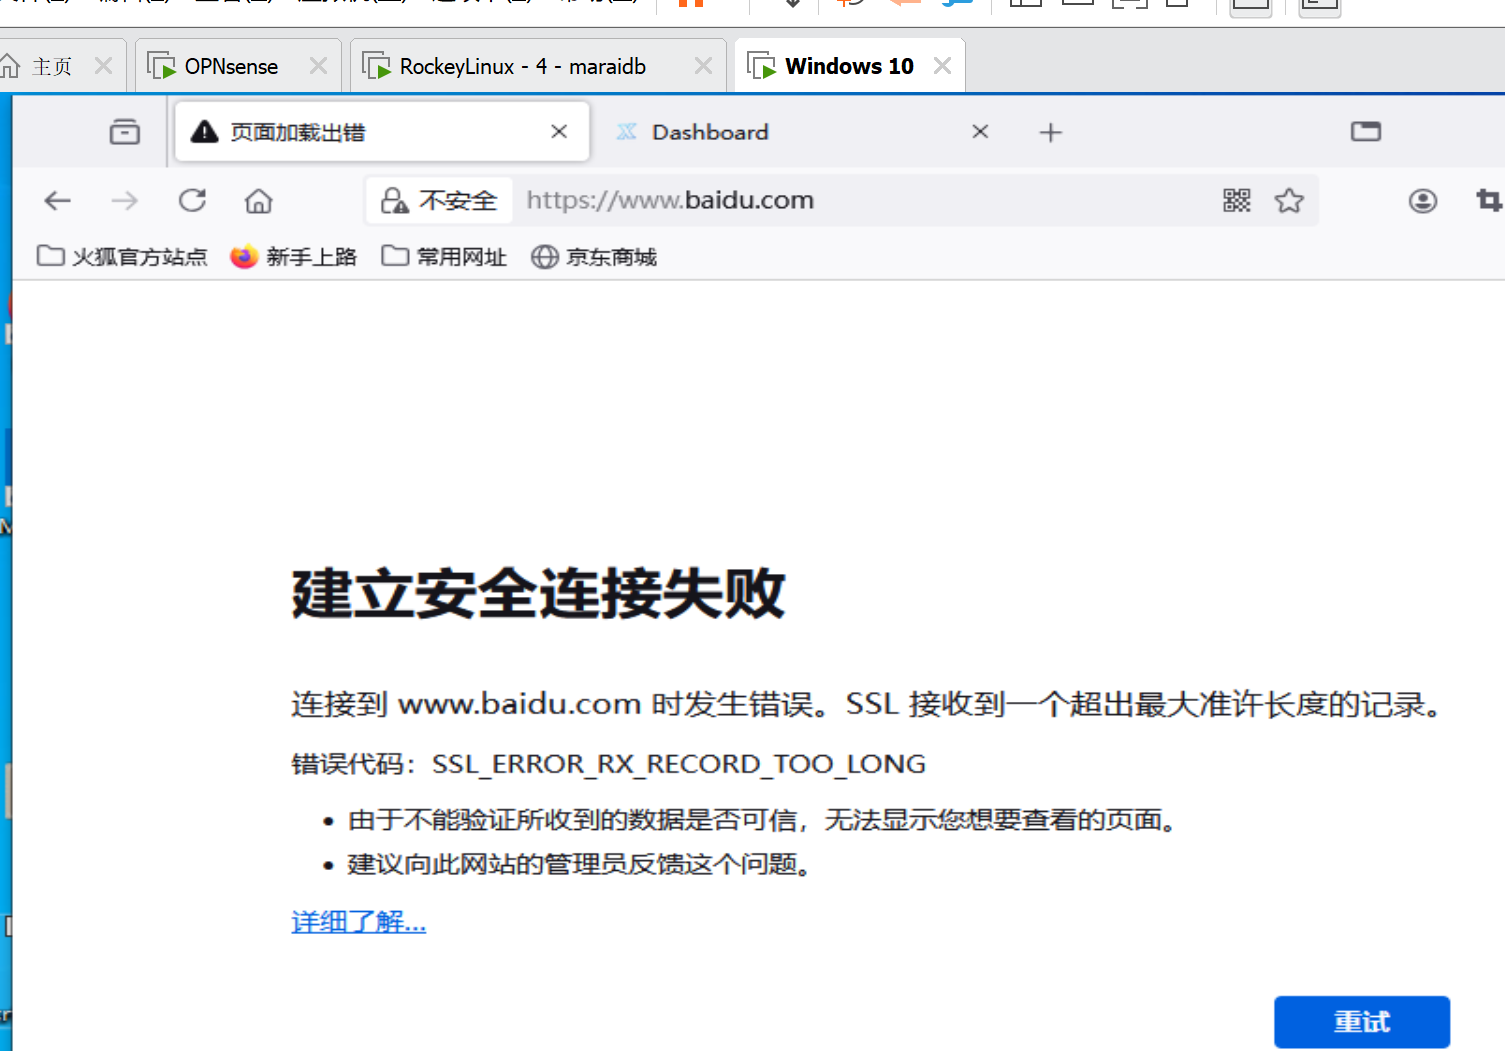 主页
OPNsense
RockeyLinux - 4 - maraidb
Windows 10
页面加载出错
Dashboard
不安全
https://www.baidu.com
火狐官方站点
新手上路
常用网址
京东商城
建立安全连接失败
连接到 www.baidu.com 时发生错误。SSL 接收到一个超出最大准许长度的记录。
错误代码：SSL_ERROR_RX_RECORD_TOO_LONG
• 由于不能验证所收到的数据是否可信，无法显示您想要查看的页面。
• 建议向此网站的管理员反馈这个问题。
详细了解...
重试